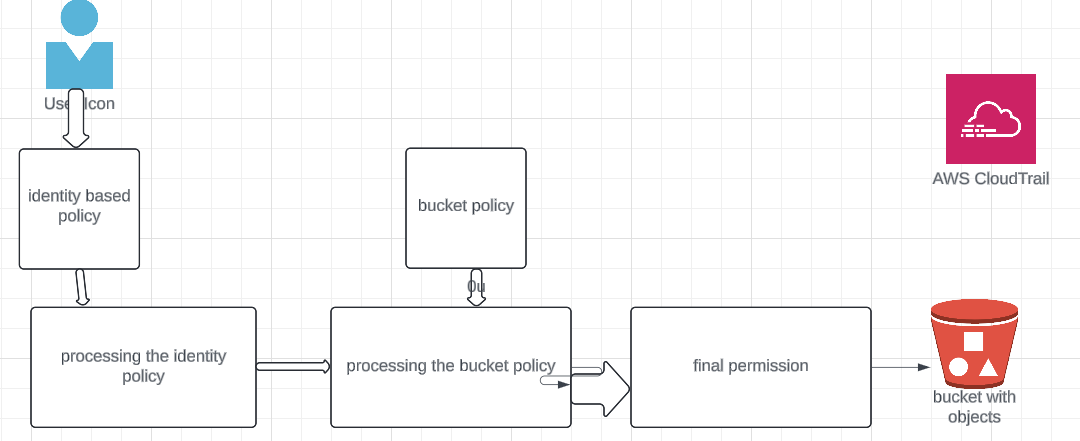 User Icon
identity based
policy
bucket policy
AWS CloudTrail
0u
processing the identity
policy
processing the bucket policy
final permission
bucket with
objects